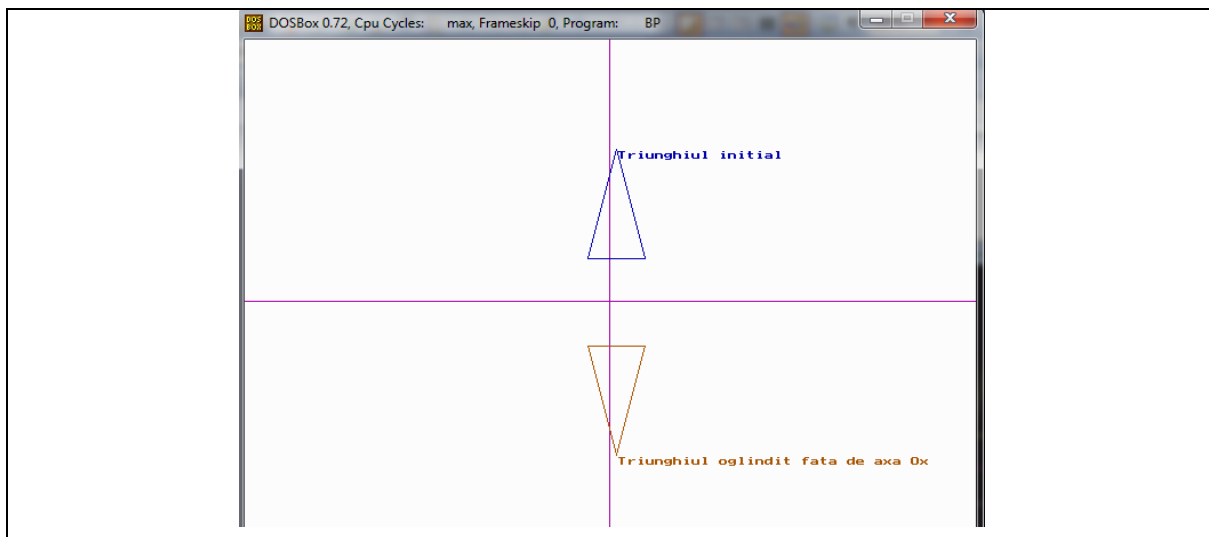 DOSBox 0.72, Cpu Cycles: max, Frameskip 0, Program: BP
Triunghiul initial
Triunghiul oglindit fata de axa Ox